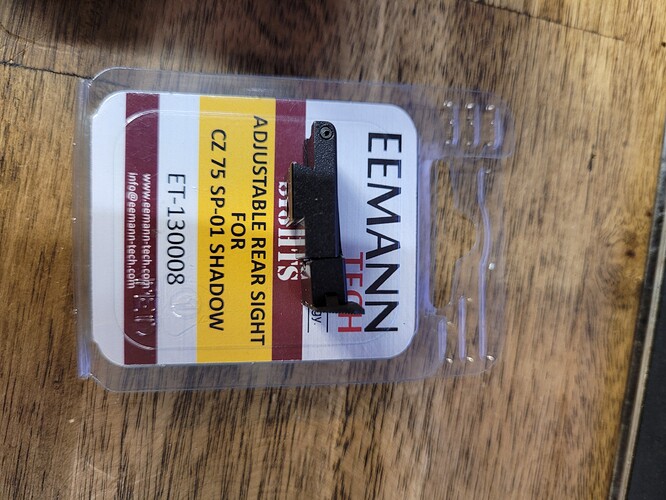 EEMANN
TECH
ADJUSTABLE REAR SIGHT
FOR
CZ 75 SP-01 SHADOW
ET-130008
www.eemann-tech.com
info@eemann-tech.com